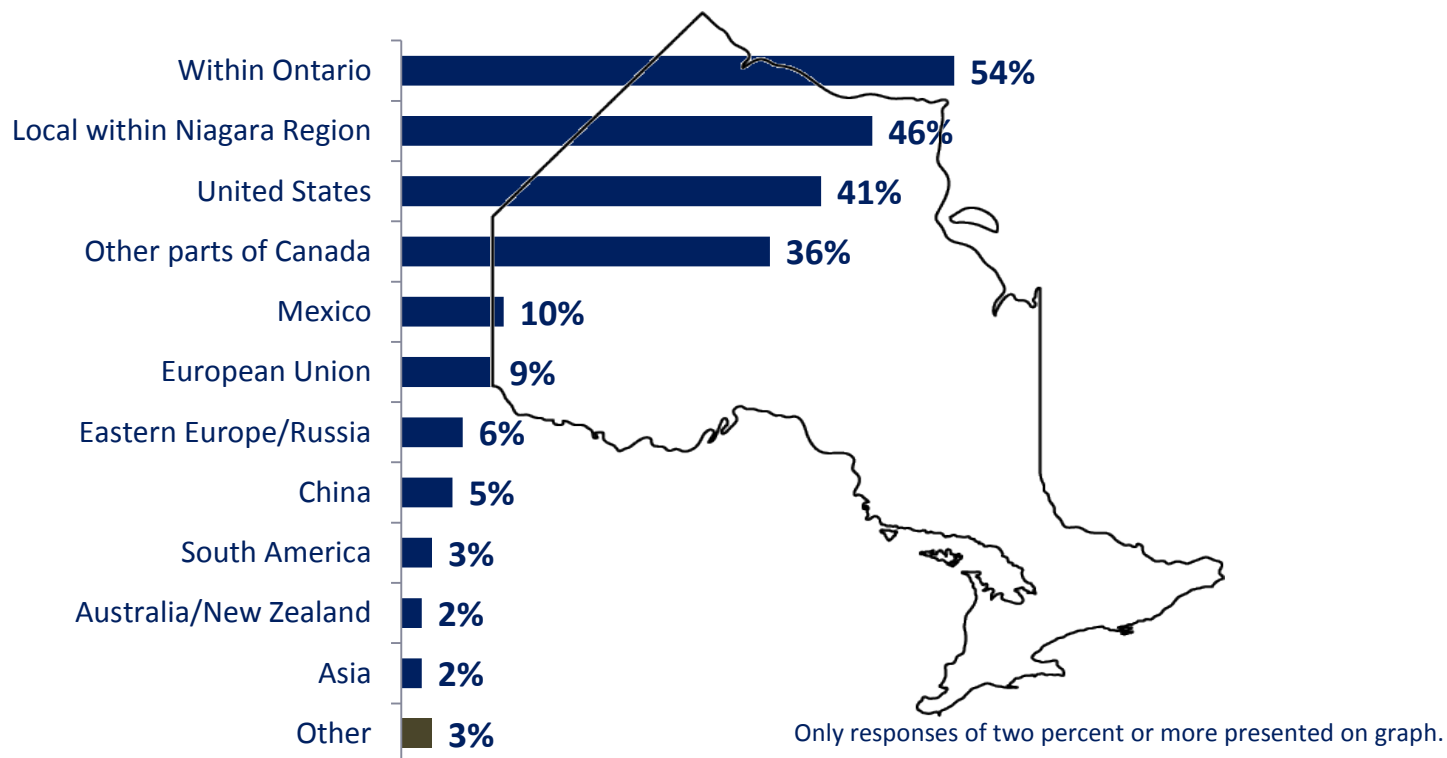 Within Ontario 54%
Local within Niagara Region 46%
United States 41%
Other parts of Canada 36%
Mexico 10%
European Union 9%
Eastern Europe/Russia 6%
China 5%
South America 3%
Australia/New Zealand 2%
Asia 2%
Other 3%
Only responses of two percent or more presented on graph.